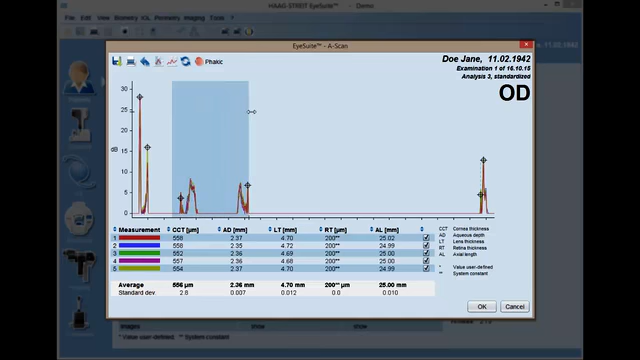 HAAG-STREIT EyeSuite™ - Demo
File Edit View Biometry IOL Perimetry Imaging Tools ?
11.02.1942
EyeSuite™ - A-Scan
Phakic
Doe Jane, 11.02.1942
Examination 1 of 16.10.15
Analysis 3, standardized
OD
dB
30
25
20
15
10
5
0
Measurement CCT [µm] AD [mm] LT [mm] RT [µm] AL [mm]
1 558 2.37 4.70 200** 25.02
2 558 2.35 4.72 200** 24.99
3 552 2.36 4.69 200** 25.00
4 557 2.36 4.68 200** 25.00
5 554 2.37 4.70 200** 24.99
Average 556 µm 2.36 mm 4.70 mm 200** µm 25.00 mm
Standard dev. 2.8 0.007 0.012 0.0 0.010
CCT Cornea thickness
AD Aqueous depth
LT Lens thickness
RT Retina thickness
AL Axial length
* Value user-defined
** System constant
OK Cancel
Images show show
* Value user-defined ** System constant